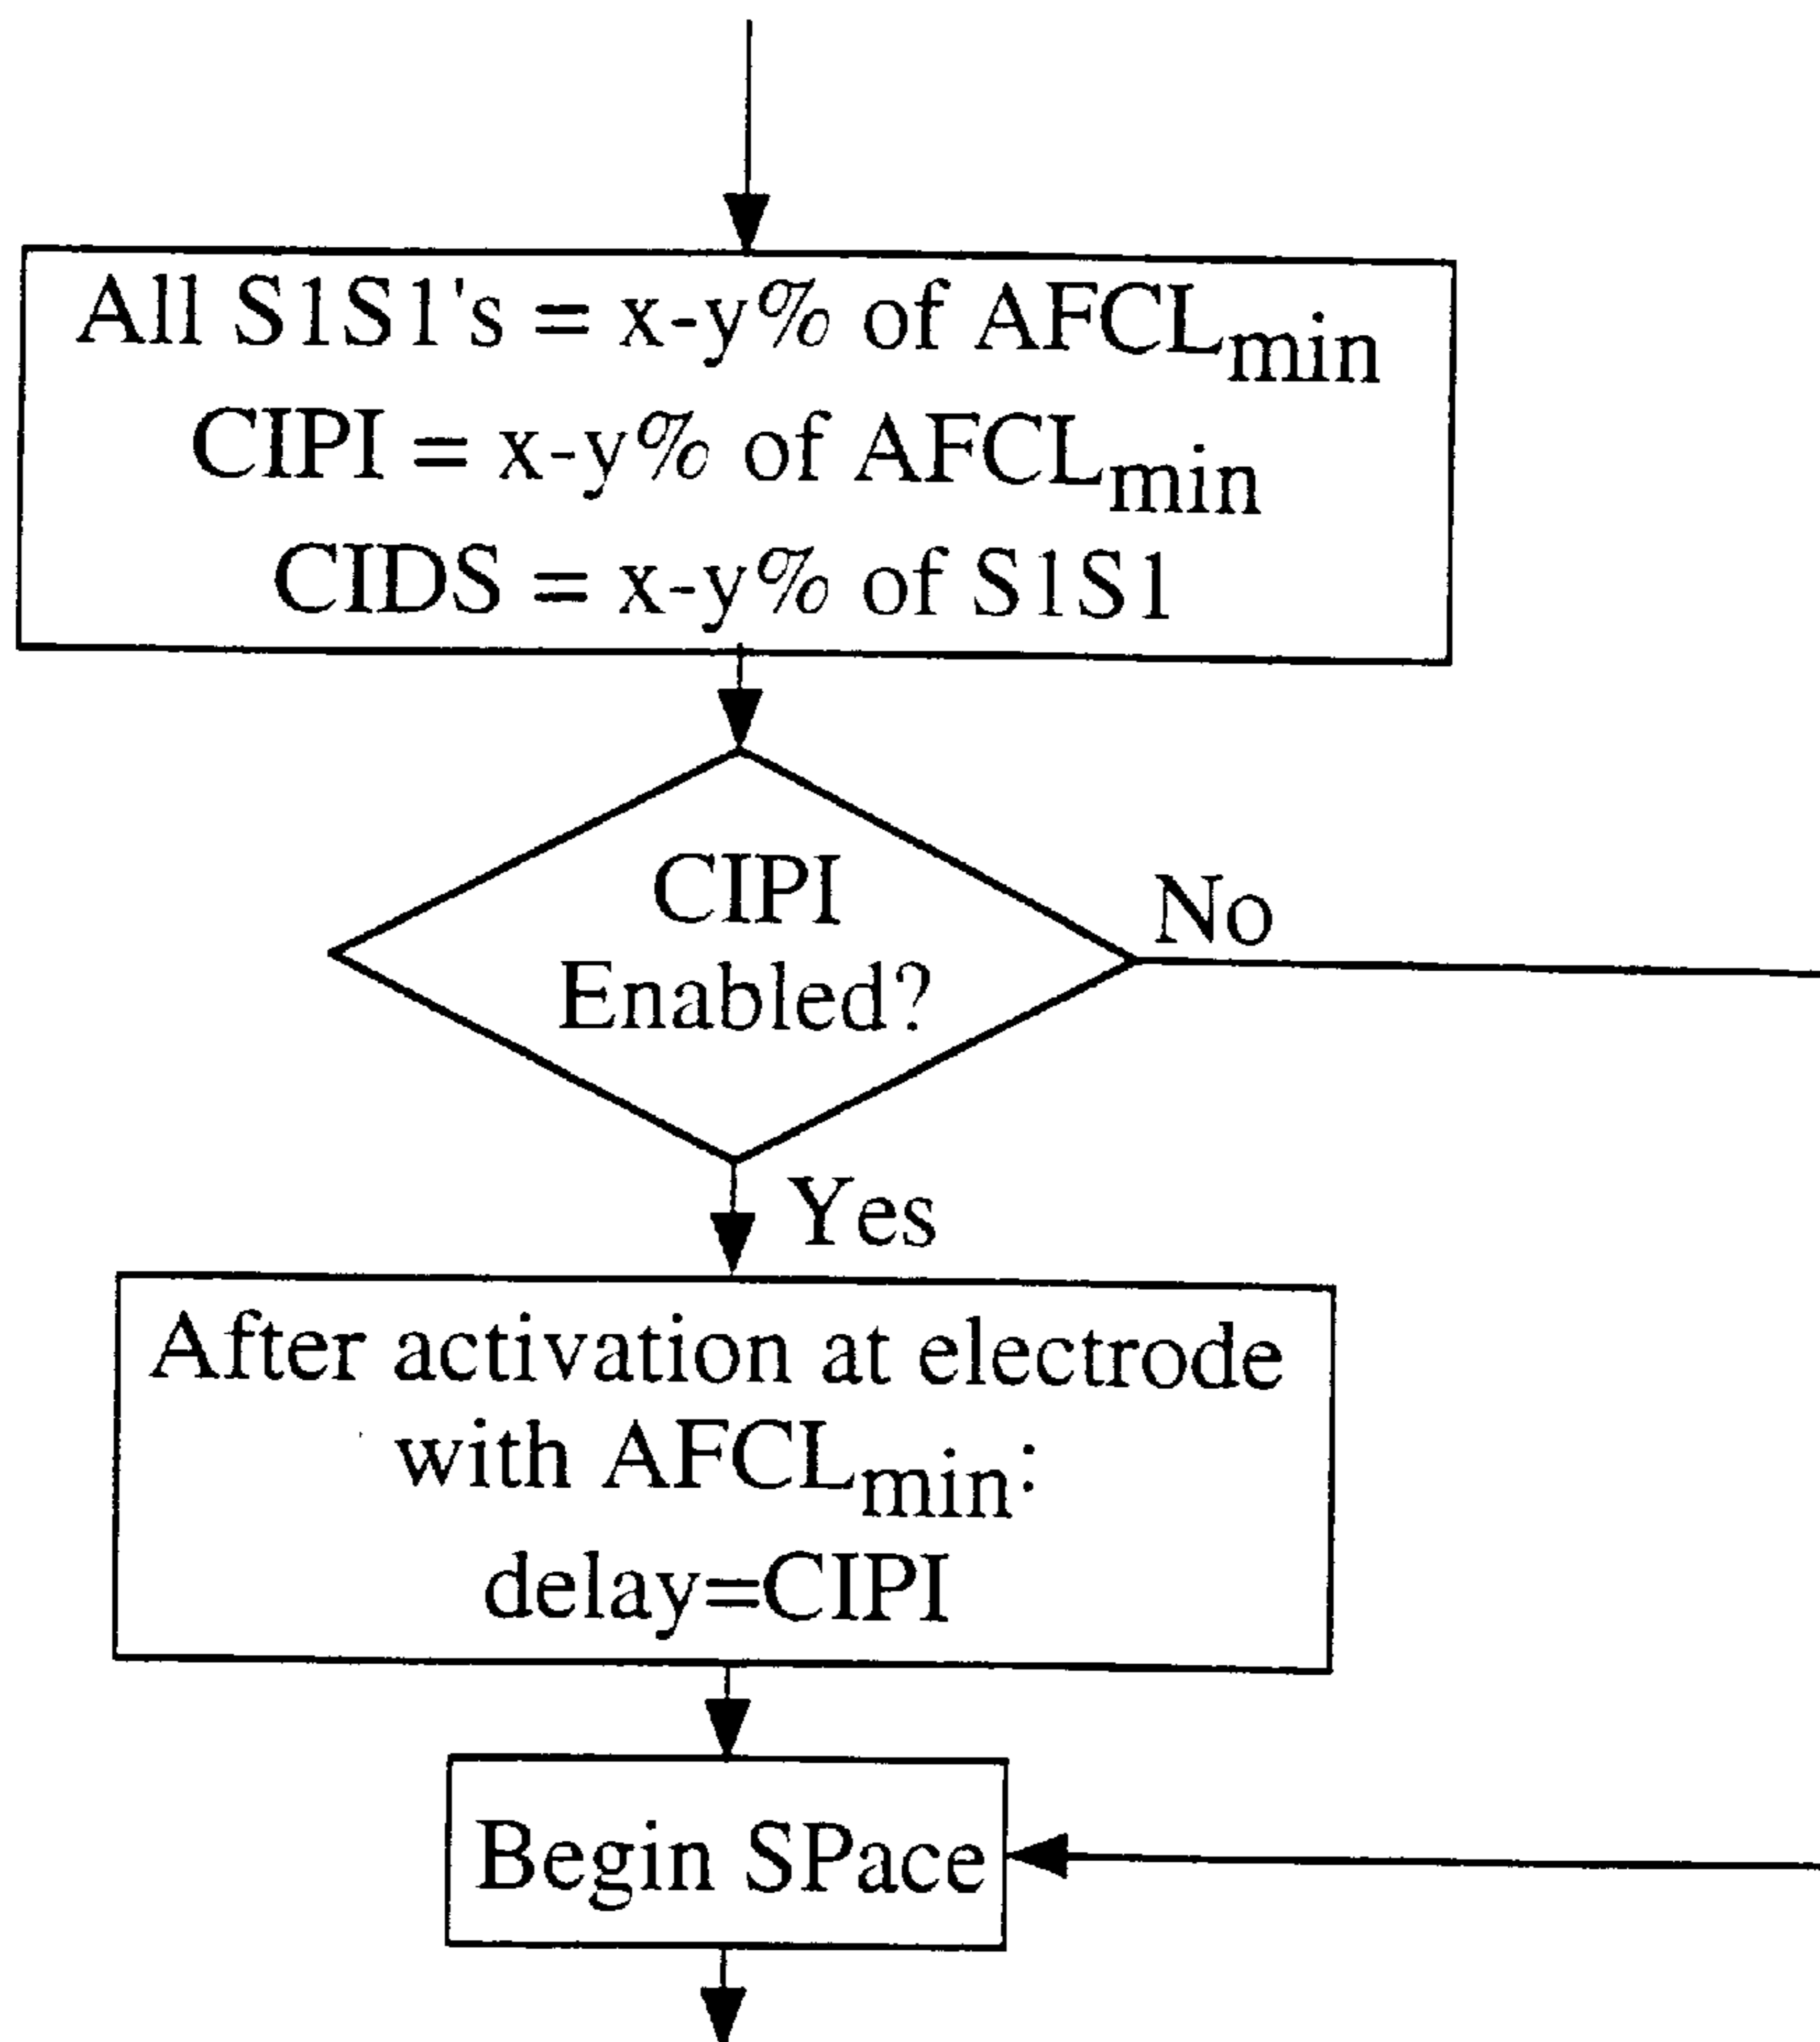 All S1S1's = x-y% of AFCLmin
CIPI = x-y% of AFCLmin
CIDS = x-y% of S1S1
CIPI
Enabled?
No
Yes
After activation at electrode
with AFCLmin:
delay=CIPI
Begin SPace